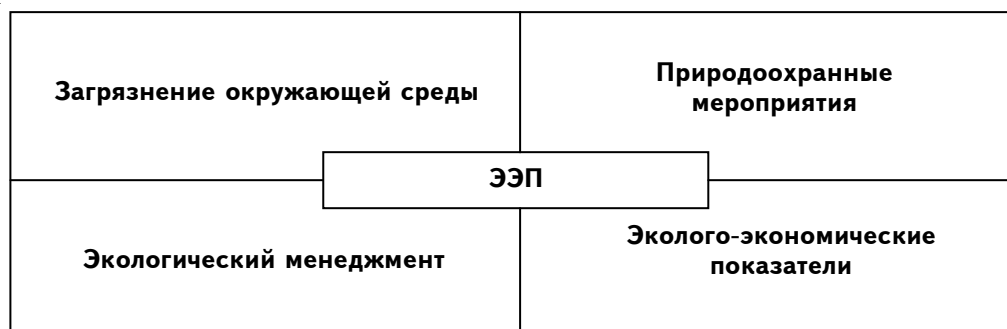 Загрязнение окружающей среды
Природоохранные
мероприятия
ЭЭП
Экологический менеджмент
Эколого-экономические
показатели